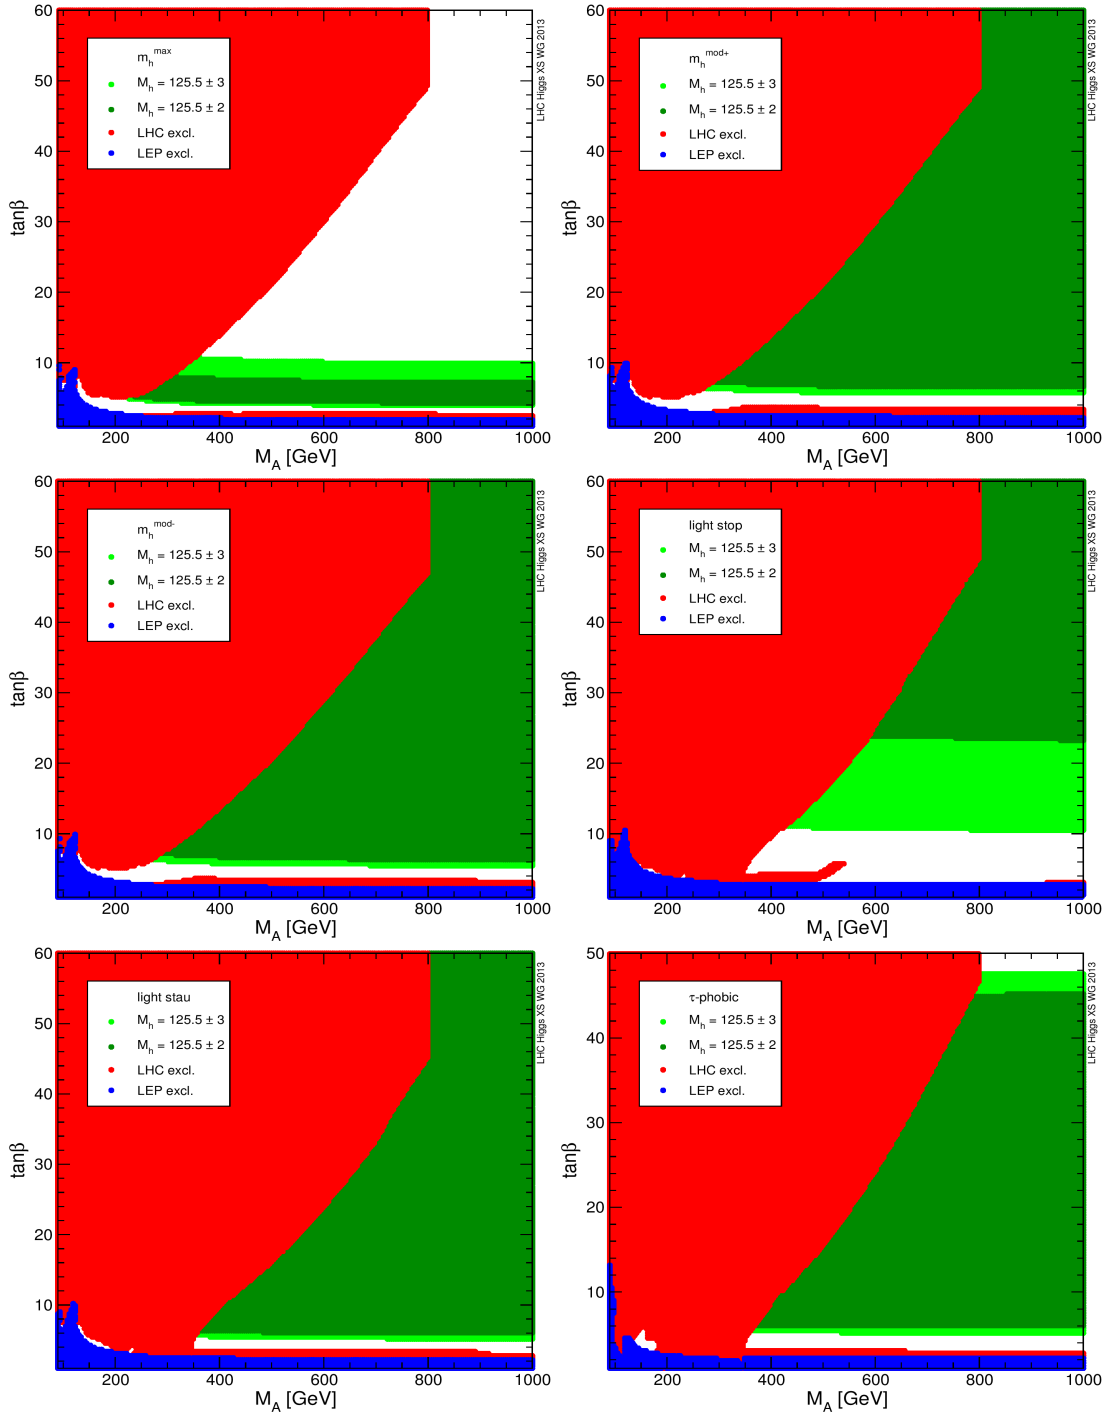 60
50
40
30
20
10
tanβ
m_h^max
M_h = 125.5 ± 3
M_h = 125.5 ± 2
LHC excl.
LEP excl.
LHC Higgs XS WG 2013
200 400 600 800 1000
M_A [GeV]
60
50
40
30
20
10
tanβ
m_h^mod+
M_h = 125.5 ± 3
M_h = 125.5 ± 2
LHC excl.
LEP excl.
LHC Higgs XS WG 2013
200 400 600 800 1000
M_A [GeV]
60
50
40
30
20
10
tanβ
m_h^mod-
M_h = 125.5 ± 3
M_h = 125.5 ± 2
LHC excl.
LEP excl.
LHC Higgs XS WG 2013
200 400 600 800 1000
M_A [GeV]
60
50
40
30
20
10
tanβ
light stop
M_h = 125.5 ± 3
M_h = 125.5 ± 2
LHC excl.
LEP excl.
LHC Higgs XS WG 2013
200 400 600 800 1000
M_A [GeV]
60
50
40
30
20
10
tanβ
light stau
M_h = 125.5 ± 3
M_h = 125.5 ± 2
LHC excl.
LEP excl.
LHC Higgs XS WG 2013
200 400 600 800 1000
M_A [GeV]
50
40
30
20
10
tanβ
τ-phobic
M_h = 125.5 ± 3
M_h = 125.5 ± 2
LHC excl.
LEP excl.
LHC Higgs XS WG 2013
200 400 600 800 1000
M_A [GeV]